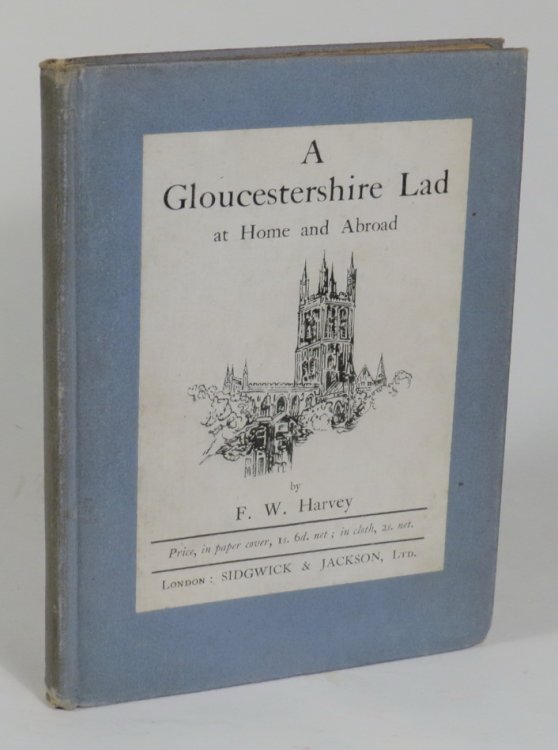 A
Gloucestershire Lad
at Home and Abroad
by
F. W. Harvey
Price, in paper cover, 1s. 6d. net ; in cloth, 2s. net.
London : SIDGWICK & JACKSON, Ltd.